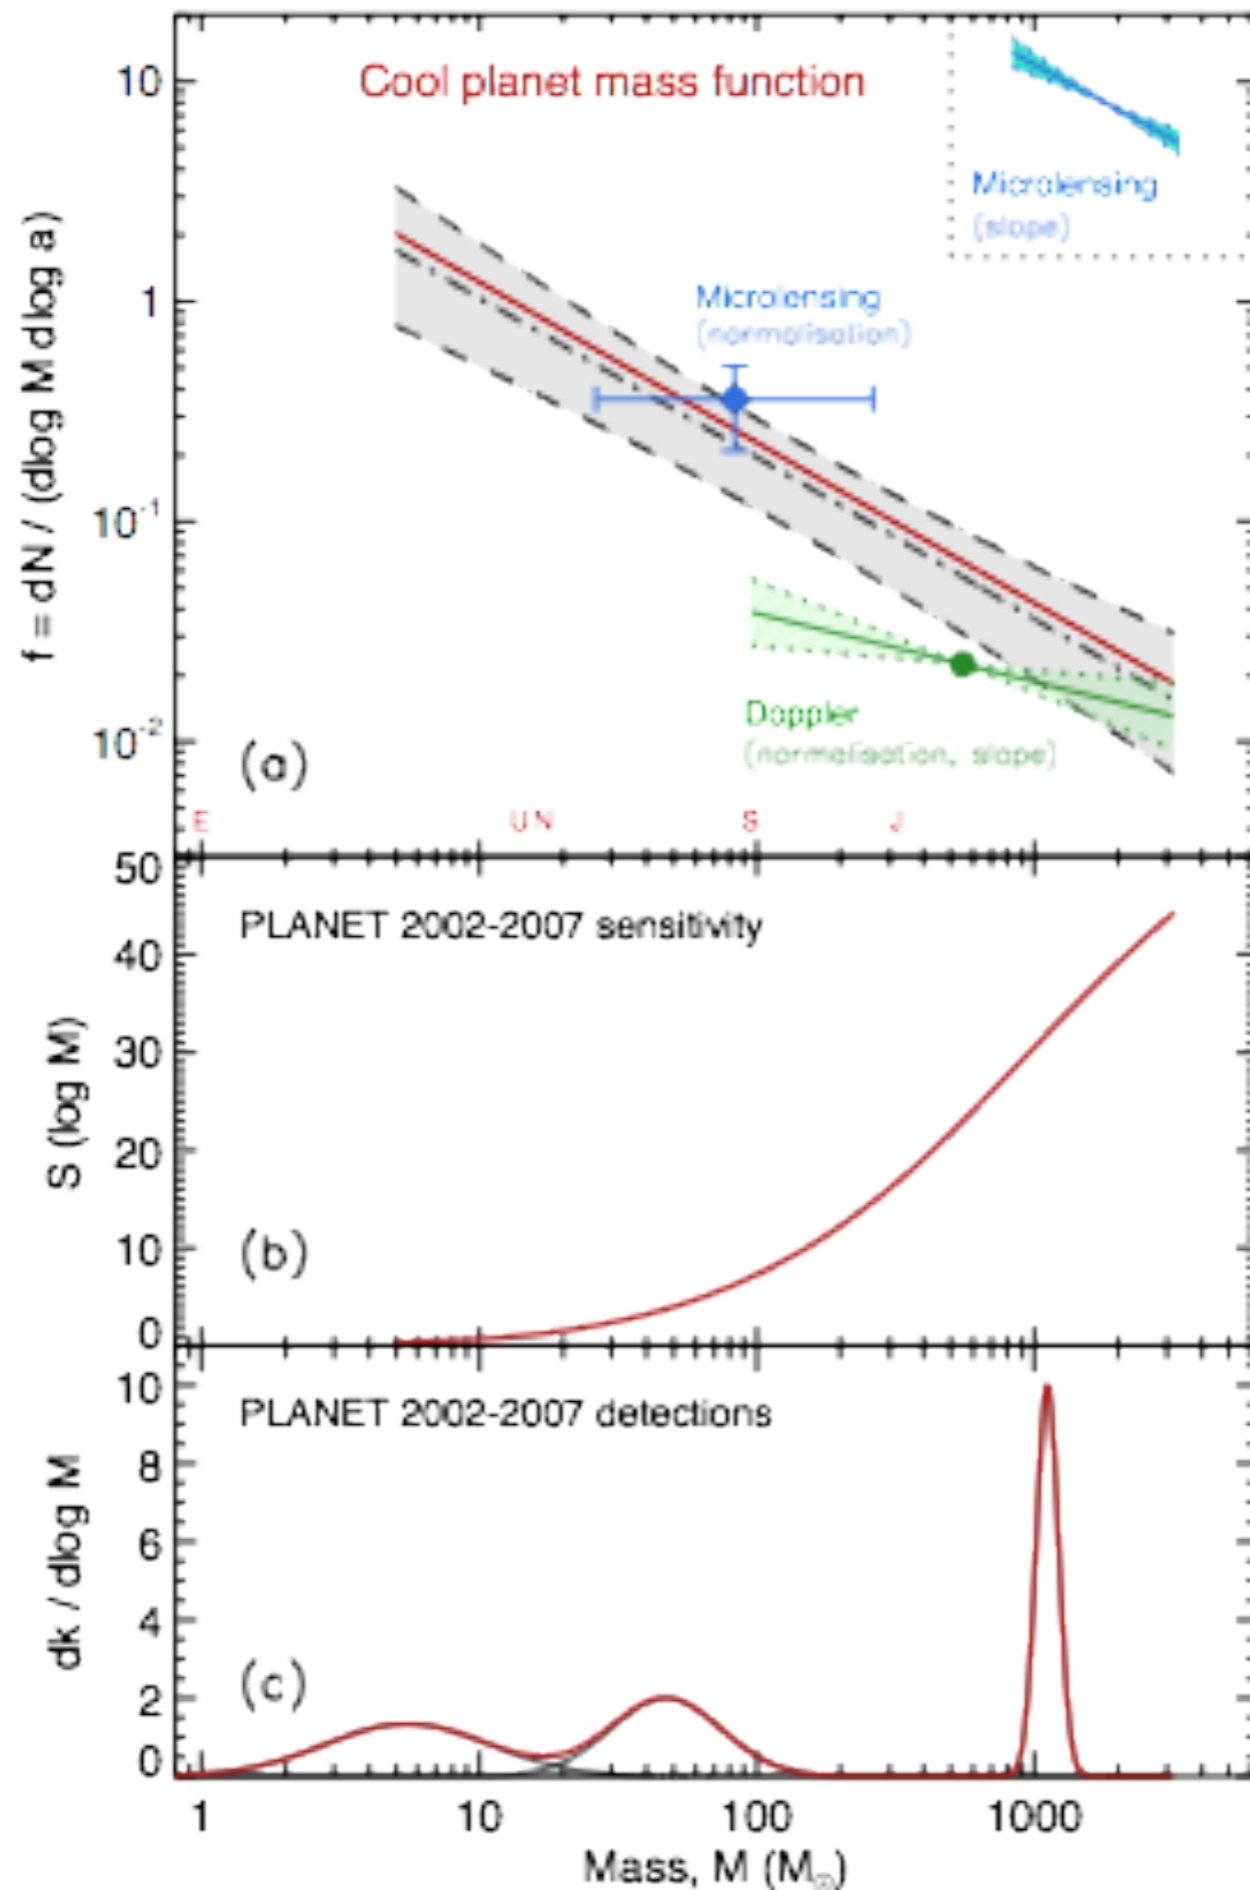 Cool planet mass function
Microlensing
(slope)
Microlensing
(normalisation)
Doppler
(normalisation, slope)
(a)
E U N S J
10
1
10⁻¹
10⁻²
f = dN / (dlog M dlog a)
PLANET 2002-2007 sensitivity
(b)
50
40
30
20
10
0
S (log M)
PLANET 2002-2007 detections
(c)
10
8
6
4
2
0
dk / dlog M
1 10 100 1000
Mass, M (M⊕)